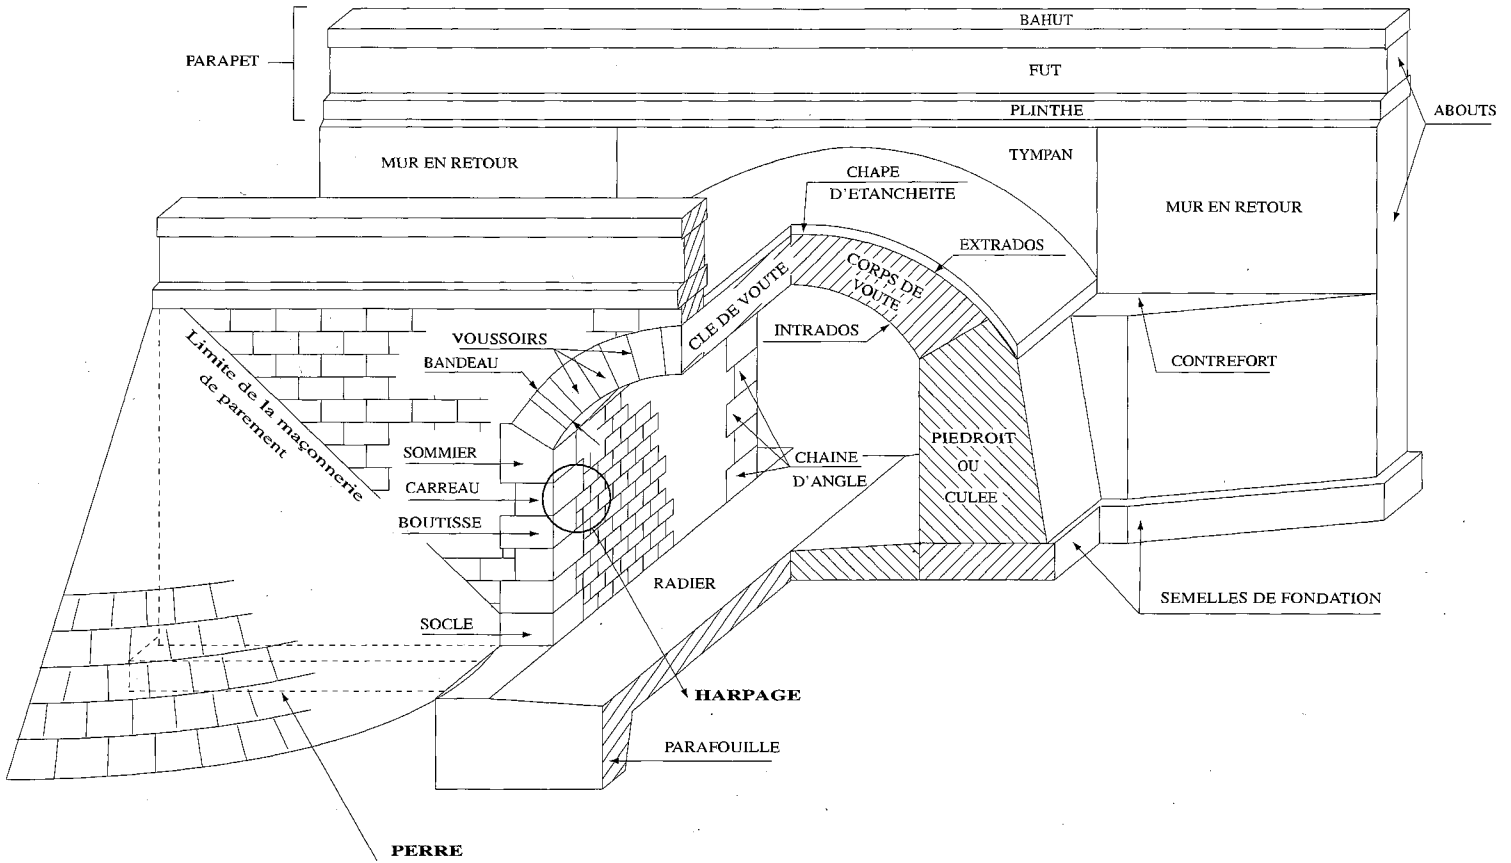 BAHUT
PARAPET
FUT
PLINTHE
ABOUTS
MUR EN RETOUR
TYMPAN
CHAPE
D'ETANCHEITE
MUR EN RETOUR
EXTRADOS
CORPS DE
VOUTE
CLE DE VOUTE
INTRADOS
VOUSSOIRS
BANDEAU
CONTREFORT
Limite de la maçonnerie
de parement
SOMMIER
CARREAU
BOUTISSE
CHAINE
D'ANGLE
PIEDROIT
OU
CULEE
RADIER
SEMELLES DE FONDATION
SOCLE
HARPAGE
PARAFOUILLE
PERRE